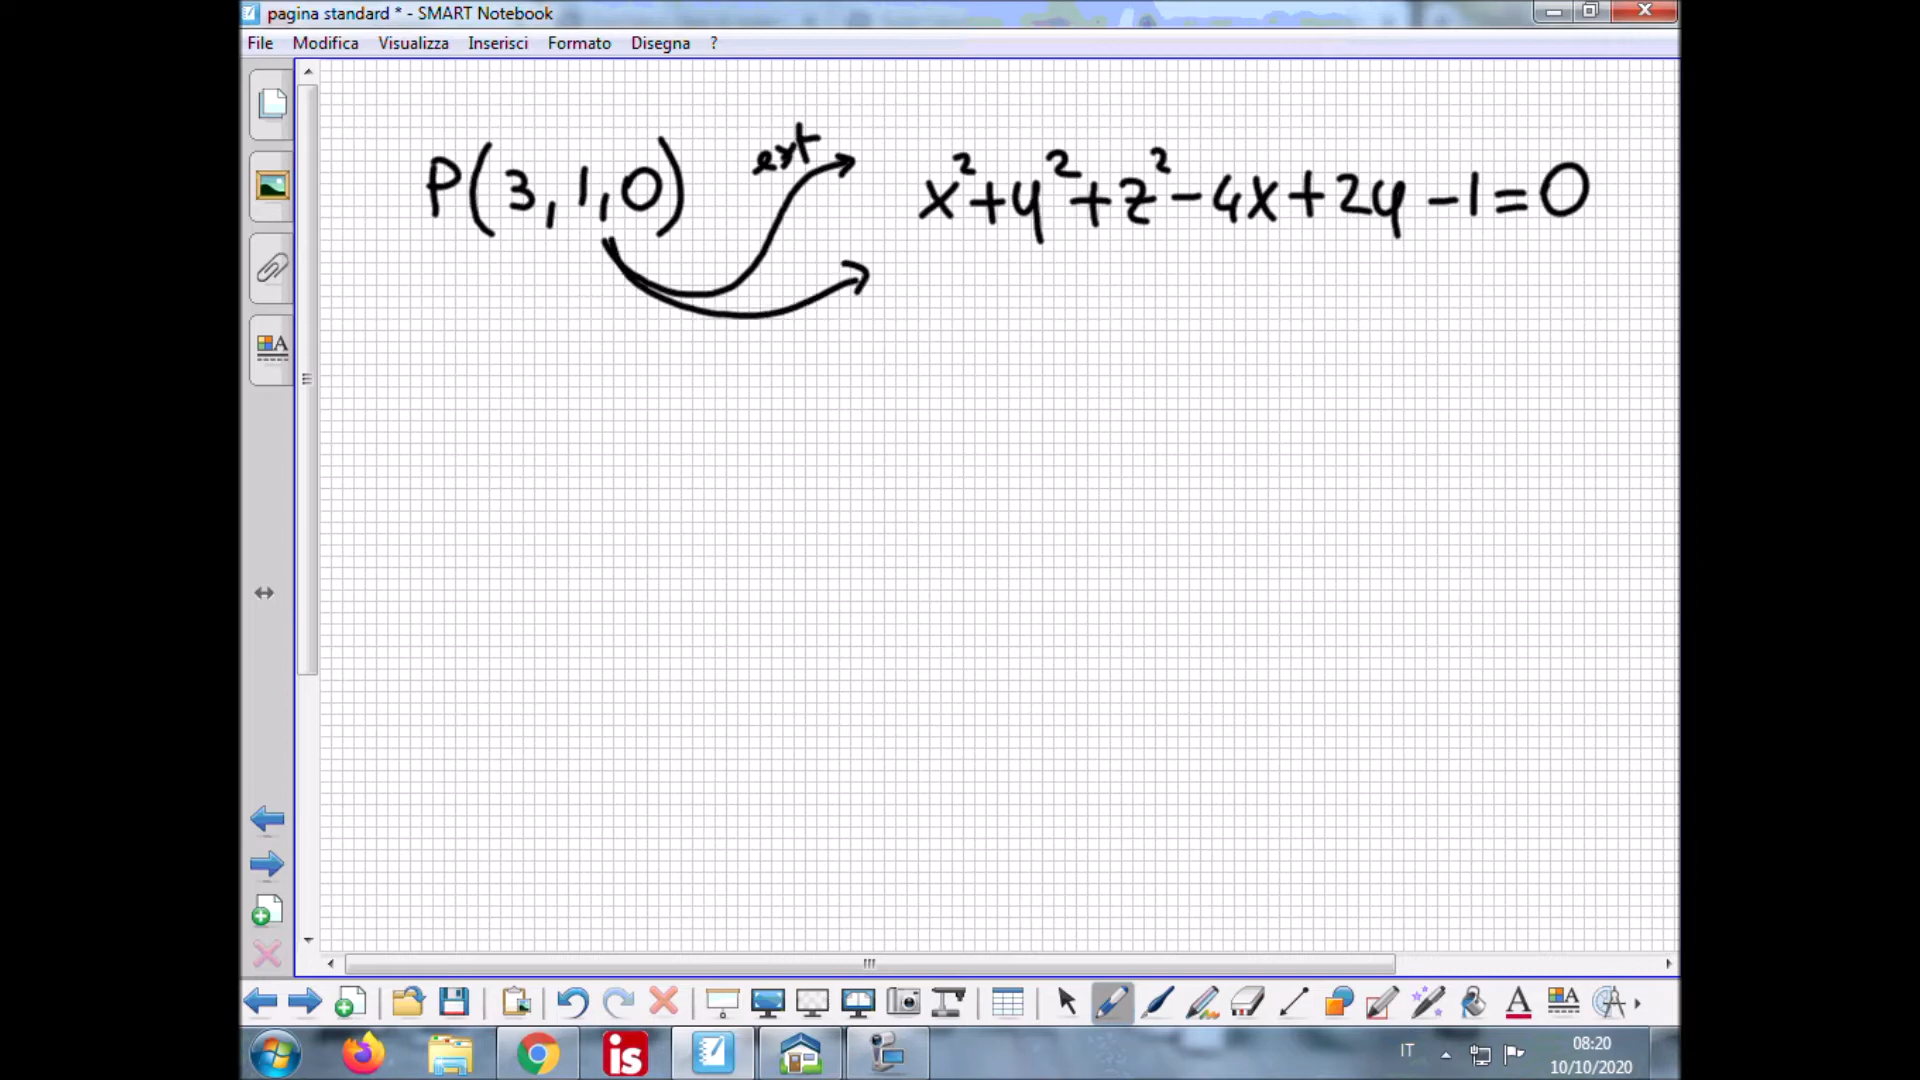 pagina standard * - SMART Notebook
File Modifica Visualizza Inserisci Formato Disegna ?
ext
P(3,1,0) x²+y²+z²-4x+2y-1=0
A
A A
is
IT 08:20
10/10/2020